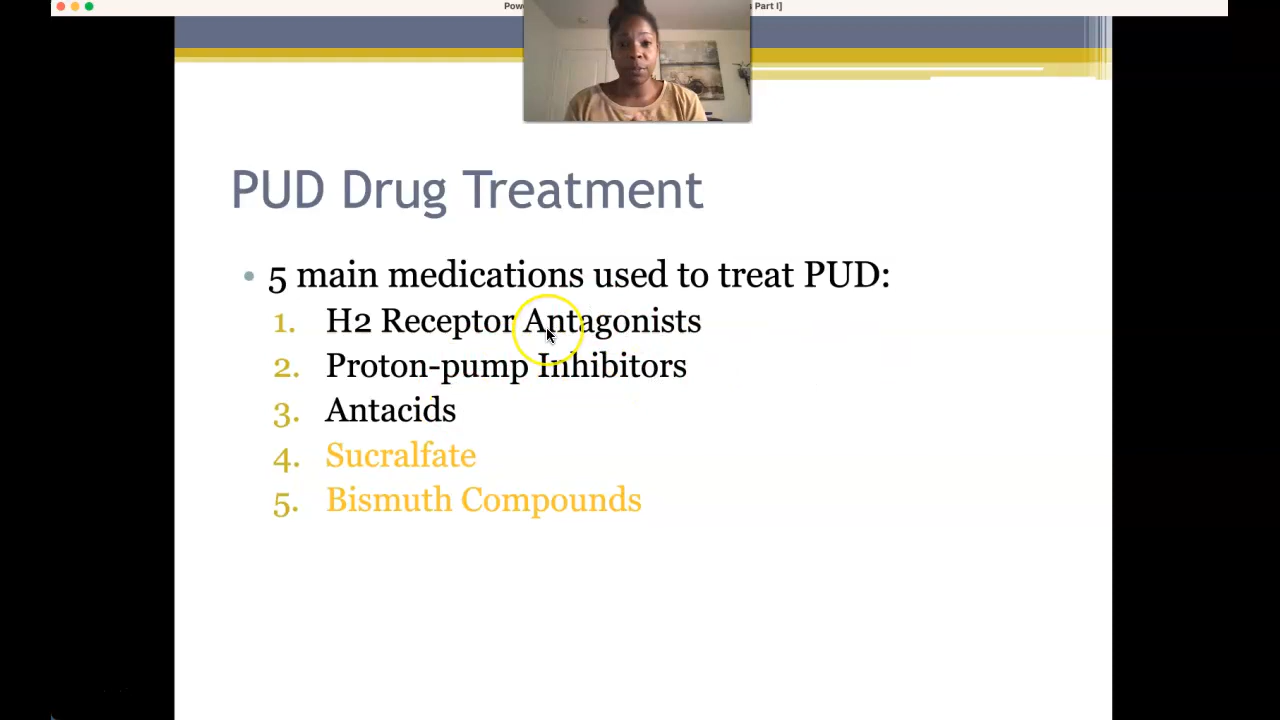 Part I]
PUD Drug Treatment
• 5 main medications used to treat PUD:
1. H2 Receptor Antagonists
2. Proton-pump Inhibitors
3. Antacids
4. Sucralfate
5. Bismuth Compounds